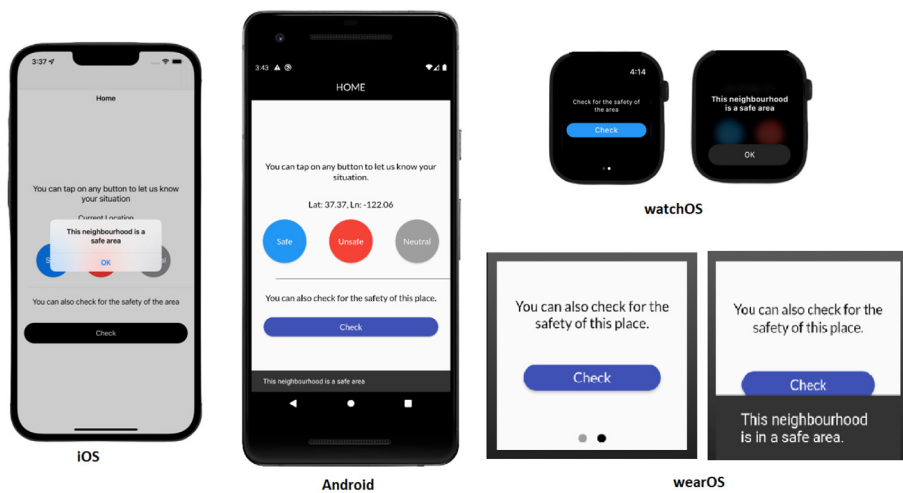 3:37
Home
You can tap on any button to let us know
your situation
Current Location
This neighbourhood is a
safe area
OK
You can also check for the safety of the area
Check
iOS
3:43
HOME
You can tap on any button to let us know your
situation.
Lat: 37.37, Ln: -122.06
Safe
Unsafe
Neutral
You can also check for the safety of this place.
Check
This neighbourhood is a safe area
Android
4:14
Check for the safety of
the area
Check
This neighbourhood
is a safe area
OK
watchOS
You can also check for the
safety of this place.
Check
You can also check for the
safety of this place.
Check
This neighbourhood
is in a safe area.
wearOS